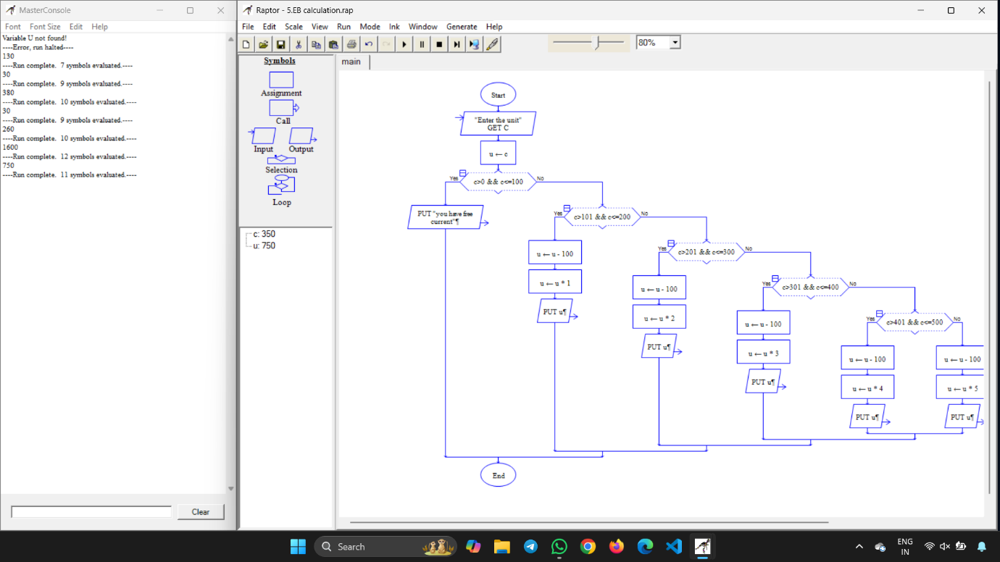 MasterConsole
Font Font Size Edit Help
Variable U not found!
----Error, run halted----
130
----Run complete. 7 symbols evaluated.----
30
----Run complete. 9 symbols evaluated.----
380
----Run complete. 10 symbols evaluated.----
30
----Run complete. 9 symbols evaluated.----
260
----Run complete. 10 symbols evaluated.----
1600
----Run complete. 12 symbols evaluated.----
750
----Run complete. 11 symbols evaluated.----
Clear
Raptor - 5.EB calculation.rap
File Edit Scale View Run Mode Ink Window Generate Help
80%
Symbols
Assignment
Call
Input Output
Selection
Loop
c: 350
u: 750
main
Start
"Enter the unit"
GET C
u ← c
Yes c>0 && c<=100 No
PUT "you have free
current"¶
Yes c>101 && c<=200 No
u ← u - 100
u ← u * 1
PUT u¶
Yes c>201 && c<=300 No
u ← u - 100
u ← u * 2
PUT u¶
Yes c>301 && c<=400 No
u ← u - 100
u ← u * 3
PUT u¶
Yes c>401 && c<=500 No
u ← u - 100
u ← u * 4
PUT u¶
u ← u - 100
u ← u * 5
PUT u¶
End
Search
ENG
IN